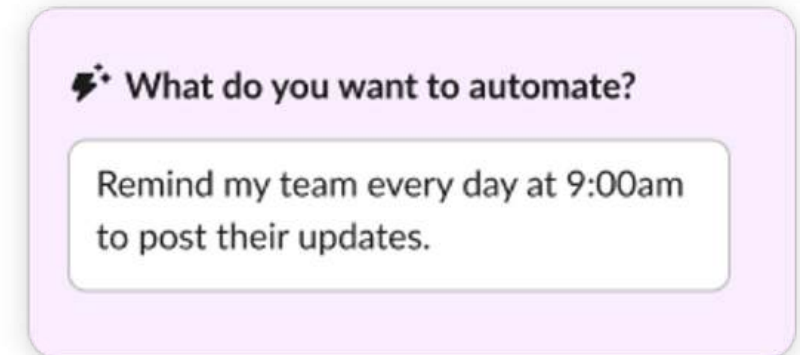 What do you want to automate?
Remind my team every day at 9:00am
to post their updates.